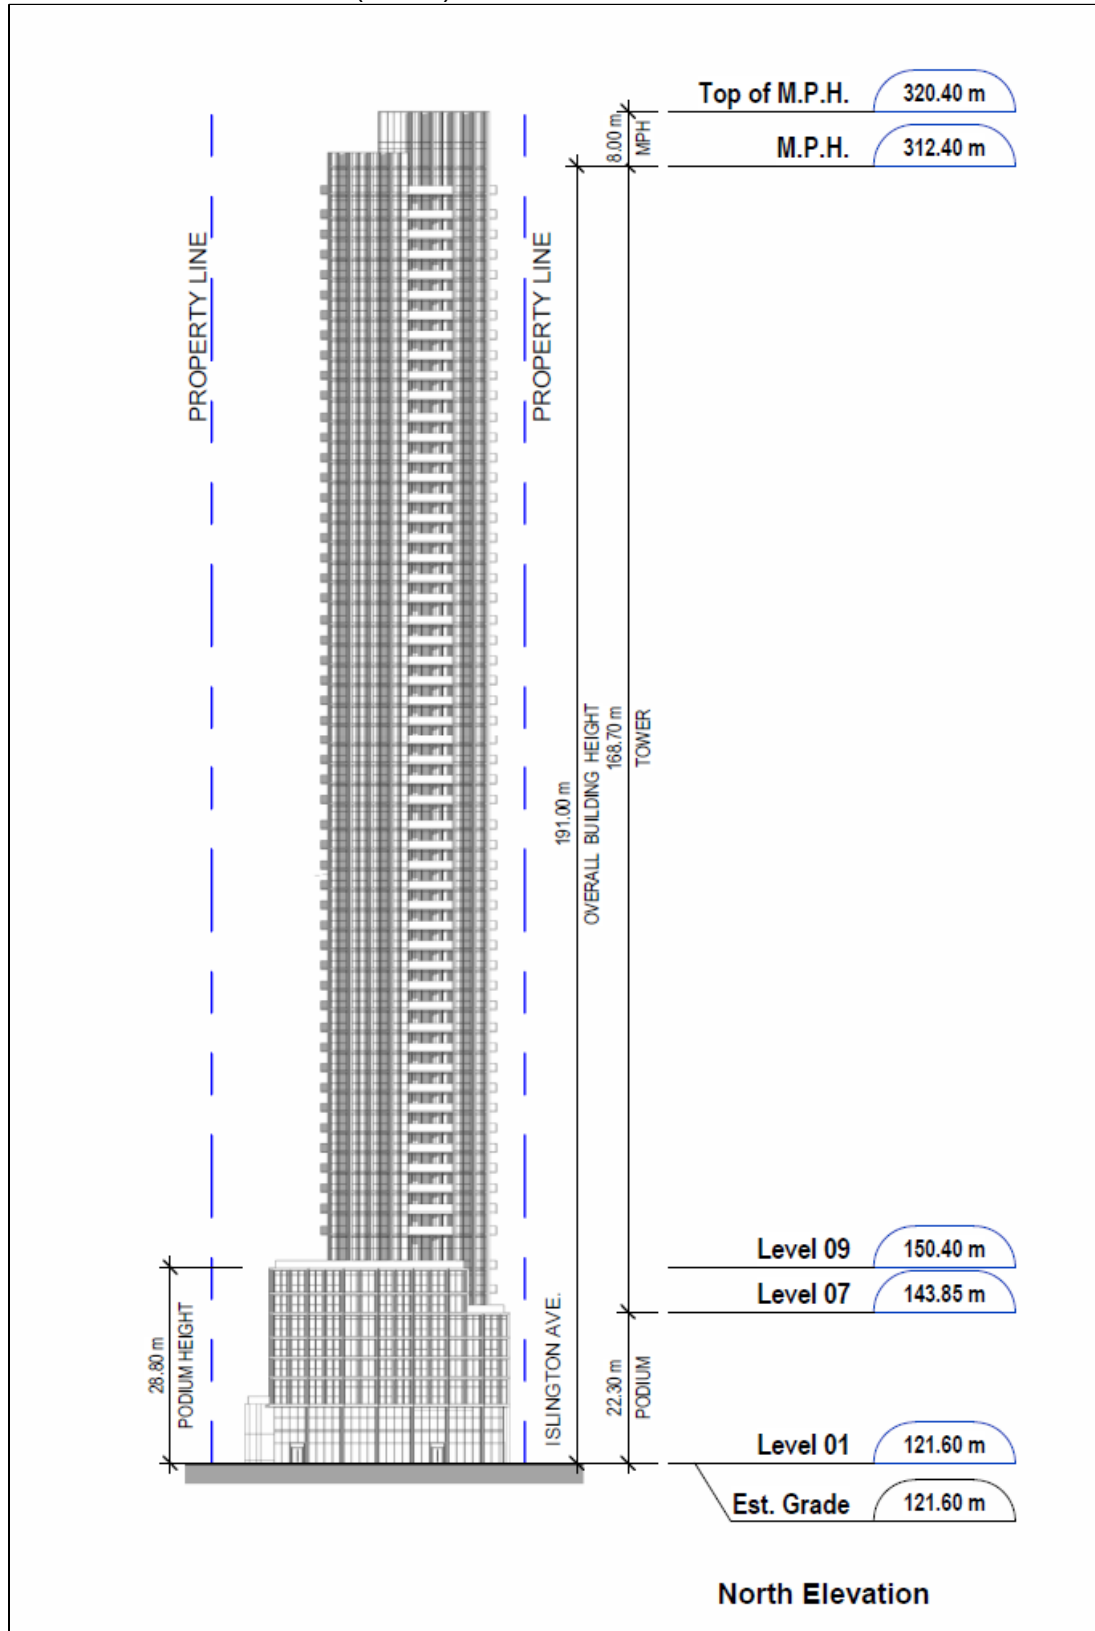 Top of M.P.H. 320.40 m
8.00 m
MPH
M.P.H. 312.40 m
PROPERTY LINE
PROPERTY LINE
191.00 m
OVERALL BUILDING HEIGHT
168.70 m
TOWER
Level 09 150.40 m
Level 07 143.85 m
28.80 m
PODIUM HEIGHT
ISLINGTON AVE.
22.30 m
PODIUM
Level 01 121.60 m
Est. Grade 121.60 m
North Elevation